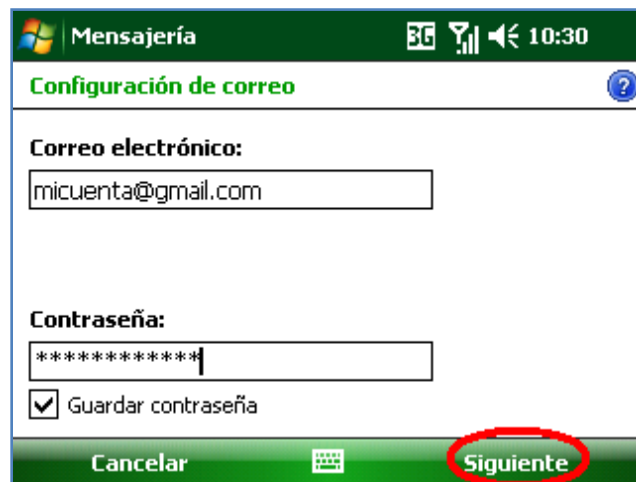 Mensajería 3G 10:30
Configuración de correo ?
Correo electrónico:
micuenta@gmail.com
Contraseña:
************
Guardar contraseña
Cancelar Siguiente